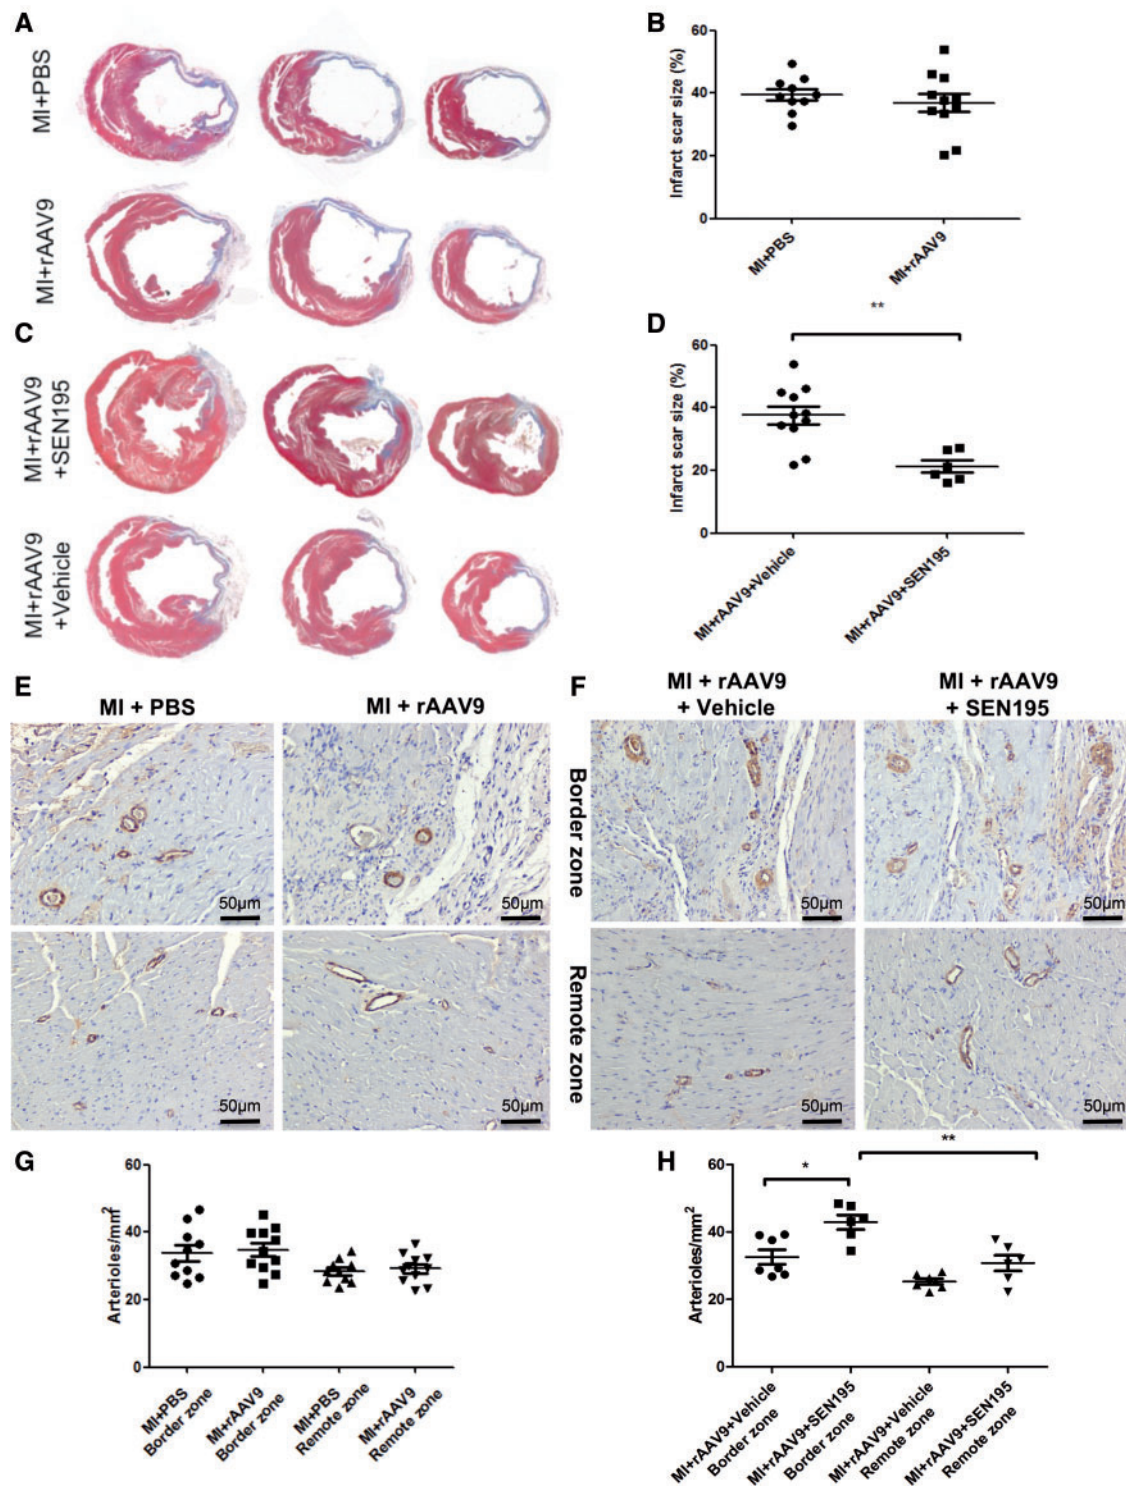 A
MI+PBS
MI+rAAV9
B
Infarct scar size (%)
60
40
20
0
MI+PBS
MI+rAAV9
C
MI+rAAV9
+SEN195
MI+rAAV9
+Vehicle
D
**
Infarct scar size (%)
60
40
20
0
MI+rAAV9+Vehicle
MI+rAAV9+SEN195
E
MI + PBS
MI + rAAV9
50µm
50µm
50µm
50µm
F
MI + rAAV9
+ Vehicle
MI + rAAV9
+ SEN195
Border zone
Remote zone
50µm
50µm
50µm
50µm
G
Arterioles/mm²
60
40
20
0
MI+PBS
Border zone
MI+rAAV9
Border zone
MI+PBS
Remote zone
MI+rAAV9
Remote zone
H
*
**
Arterioles/mm²
60
40
20
0
MI+rAAV9+Vehicle
Border zone
MI+rAAV9+SEN195
Border zone
MI+rAAV9+Vehicle
Remote zone
MI+rAAV9+SEN195
Remote zone